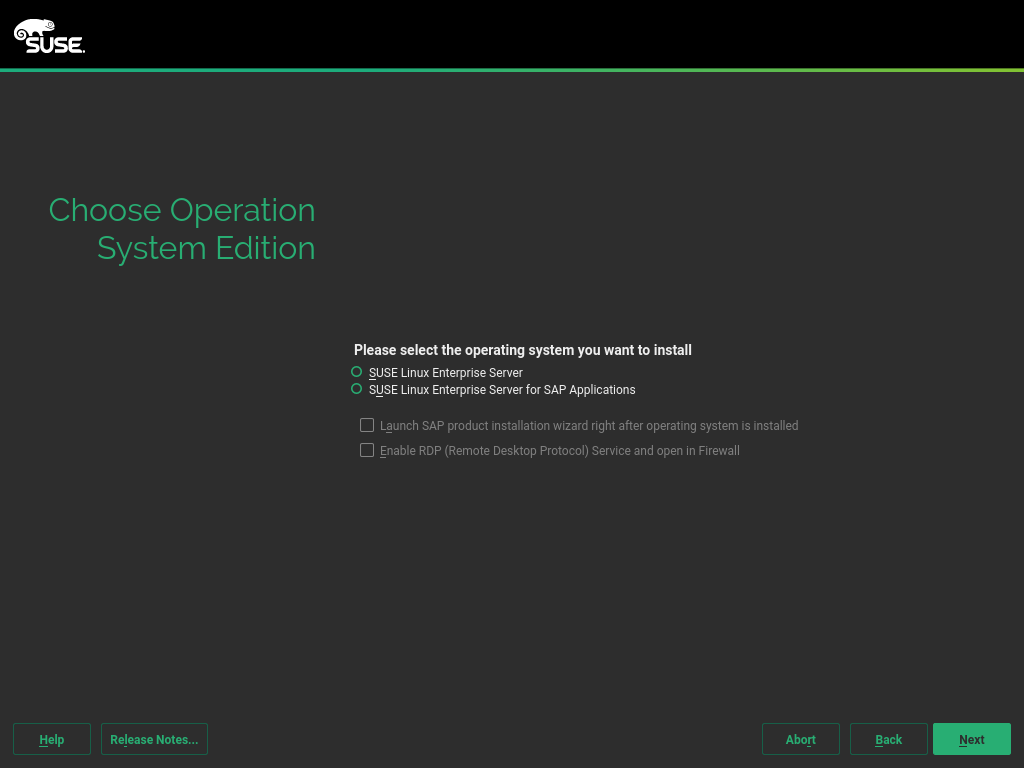 SUSE
Choose Operation
System Edition
Please select the operating system you want to install
SUSE Linux Enterprise Server
SUSE Linux Enterprise Server for SAP Applications
Launch SAP product installation wizard right after operating system is installed
Enable RDP (Remote Desktop Protocol) Service and open in Firewall
Help Release Notes... Abort Back Next